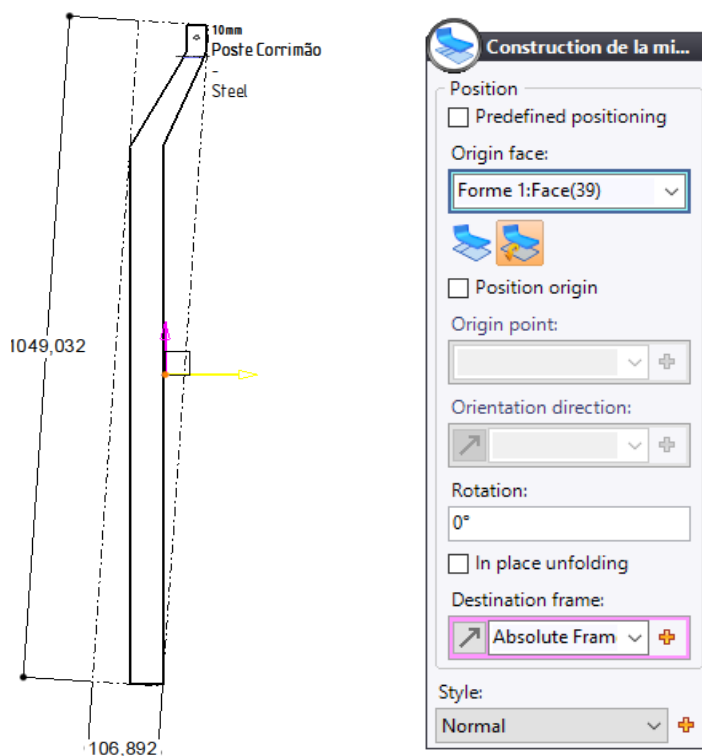 10mm
Poste Corrimão
-
Steel
1049,032
106,892
Construction de la mi...
Position
Predefined positioning
Origin face:
Forme 1:Face(39)
Position origin
Origin point:
Orientation direction:
Rotation:
0°
In place unfolding
Destination frame:
Absolute Fram
Style:
Normal